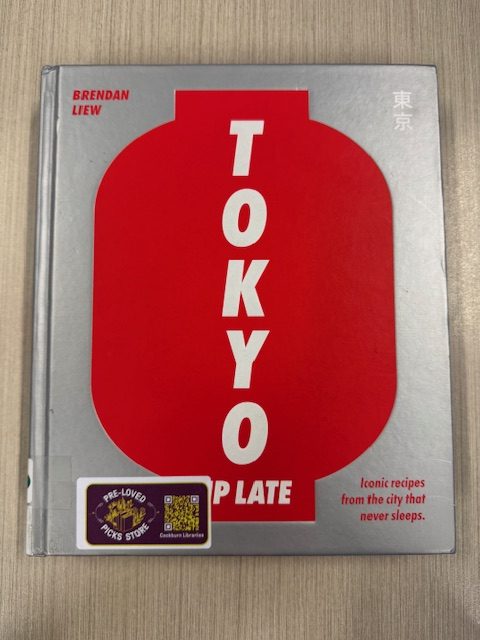 BRENDAN
LIEW
東京
TOKYO
UP LATE
Iconic recipes
from the city that
never sleeps.
PRE-LOVED
PICKS STORE
Cockburn Libraries